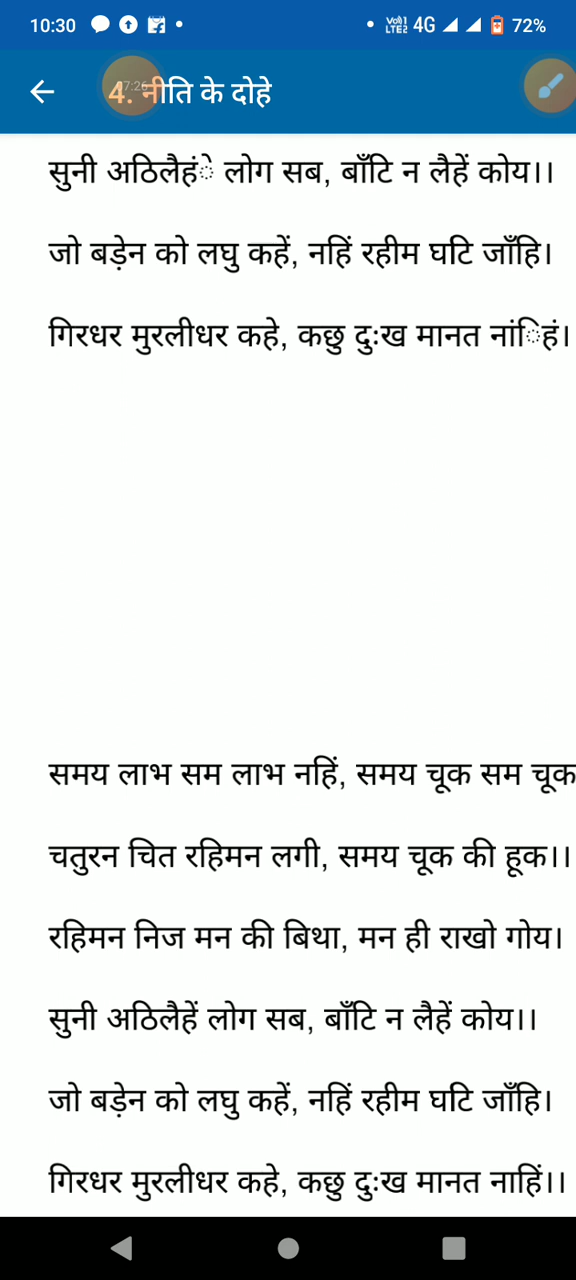 10:30 4G 72%
4. नीति के दोहे
सुनी अठिलैहंे लोग सब, बाँटि न लैहें कोय।।
जो बड़ेन को लघु कहें, नहिं रहीम घटि जाँहि।
गिरधर मुरलीधर कहे, कछु दुःख मानत नांिहं।
समय लाभ सम लाभ नहिं, समय चूक सम चूक
चतुरन चित रहिमन लगी, समय चूक की हूक।।
रहिमन निज मन की बिथा, मन ही राखो गोय।
सुनी अठिलैहें लोग सब, बाँटि न लैहें कोय।।
जो बड़ेन को लघु कहें, नहिं रहीम घटि जाँहि।
गिरधर मुरलीधर कहे, कछु दुःख मानत नाहिं।।